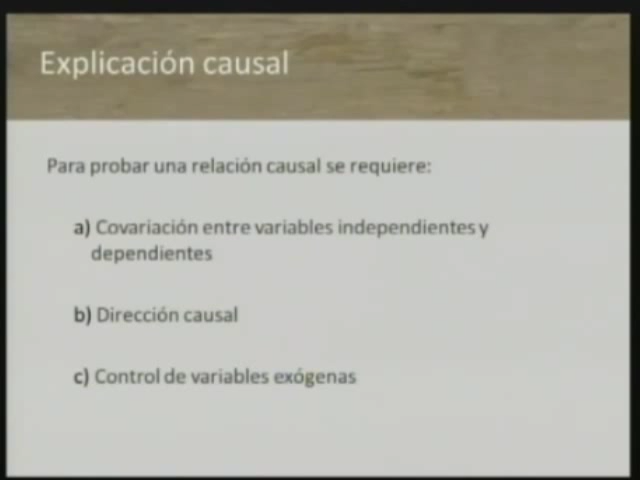 Explicación causal
Para probar una relación causal se requiere:
a) Covariación entre variables independientes y
dependientes
b) Dirección causal
c) Control de variables exógenas